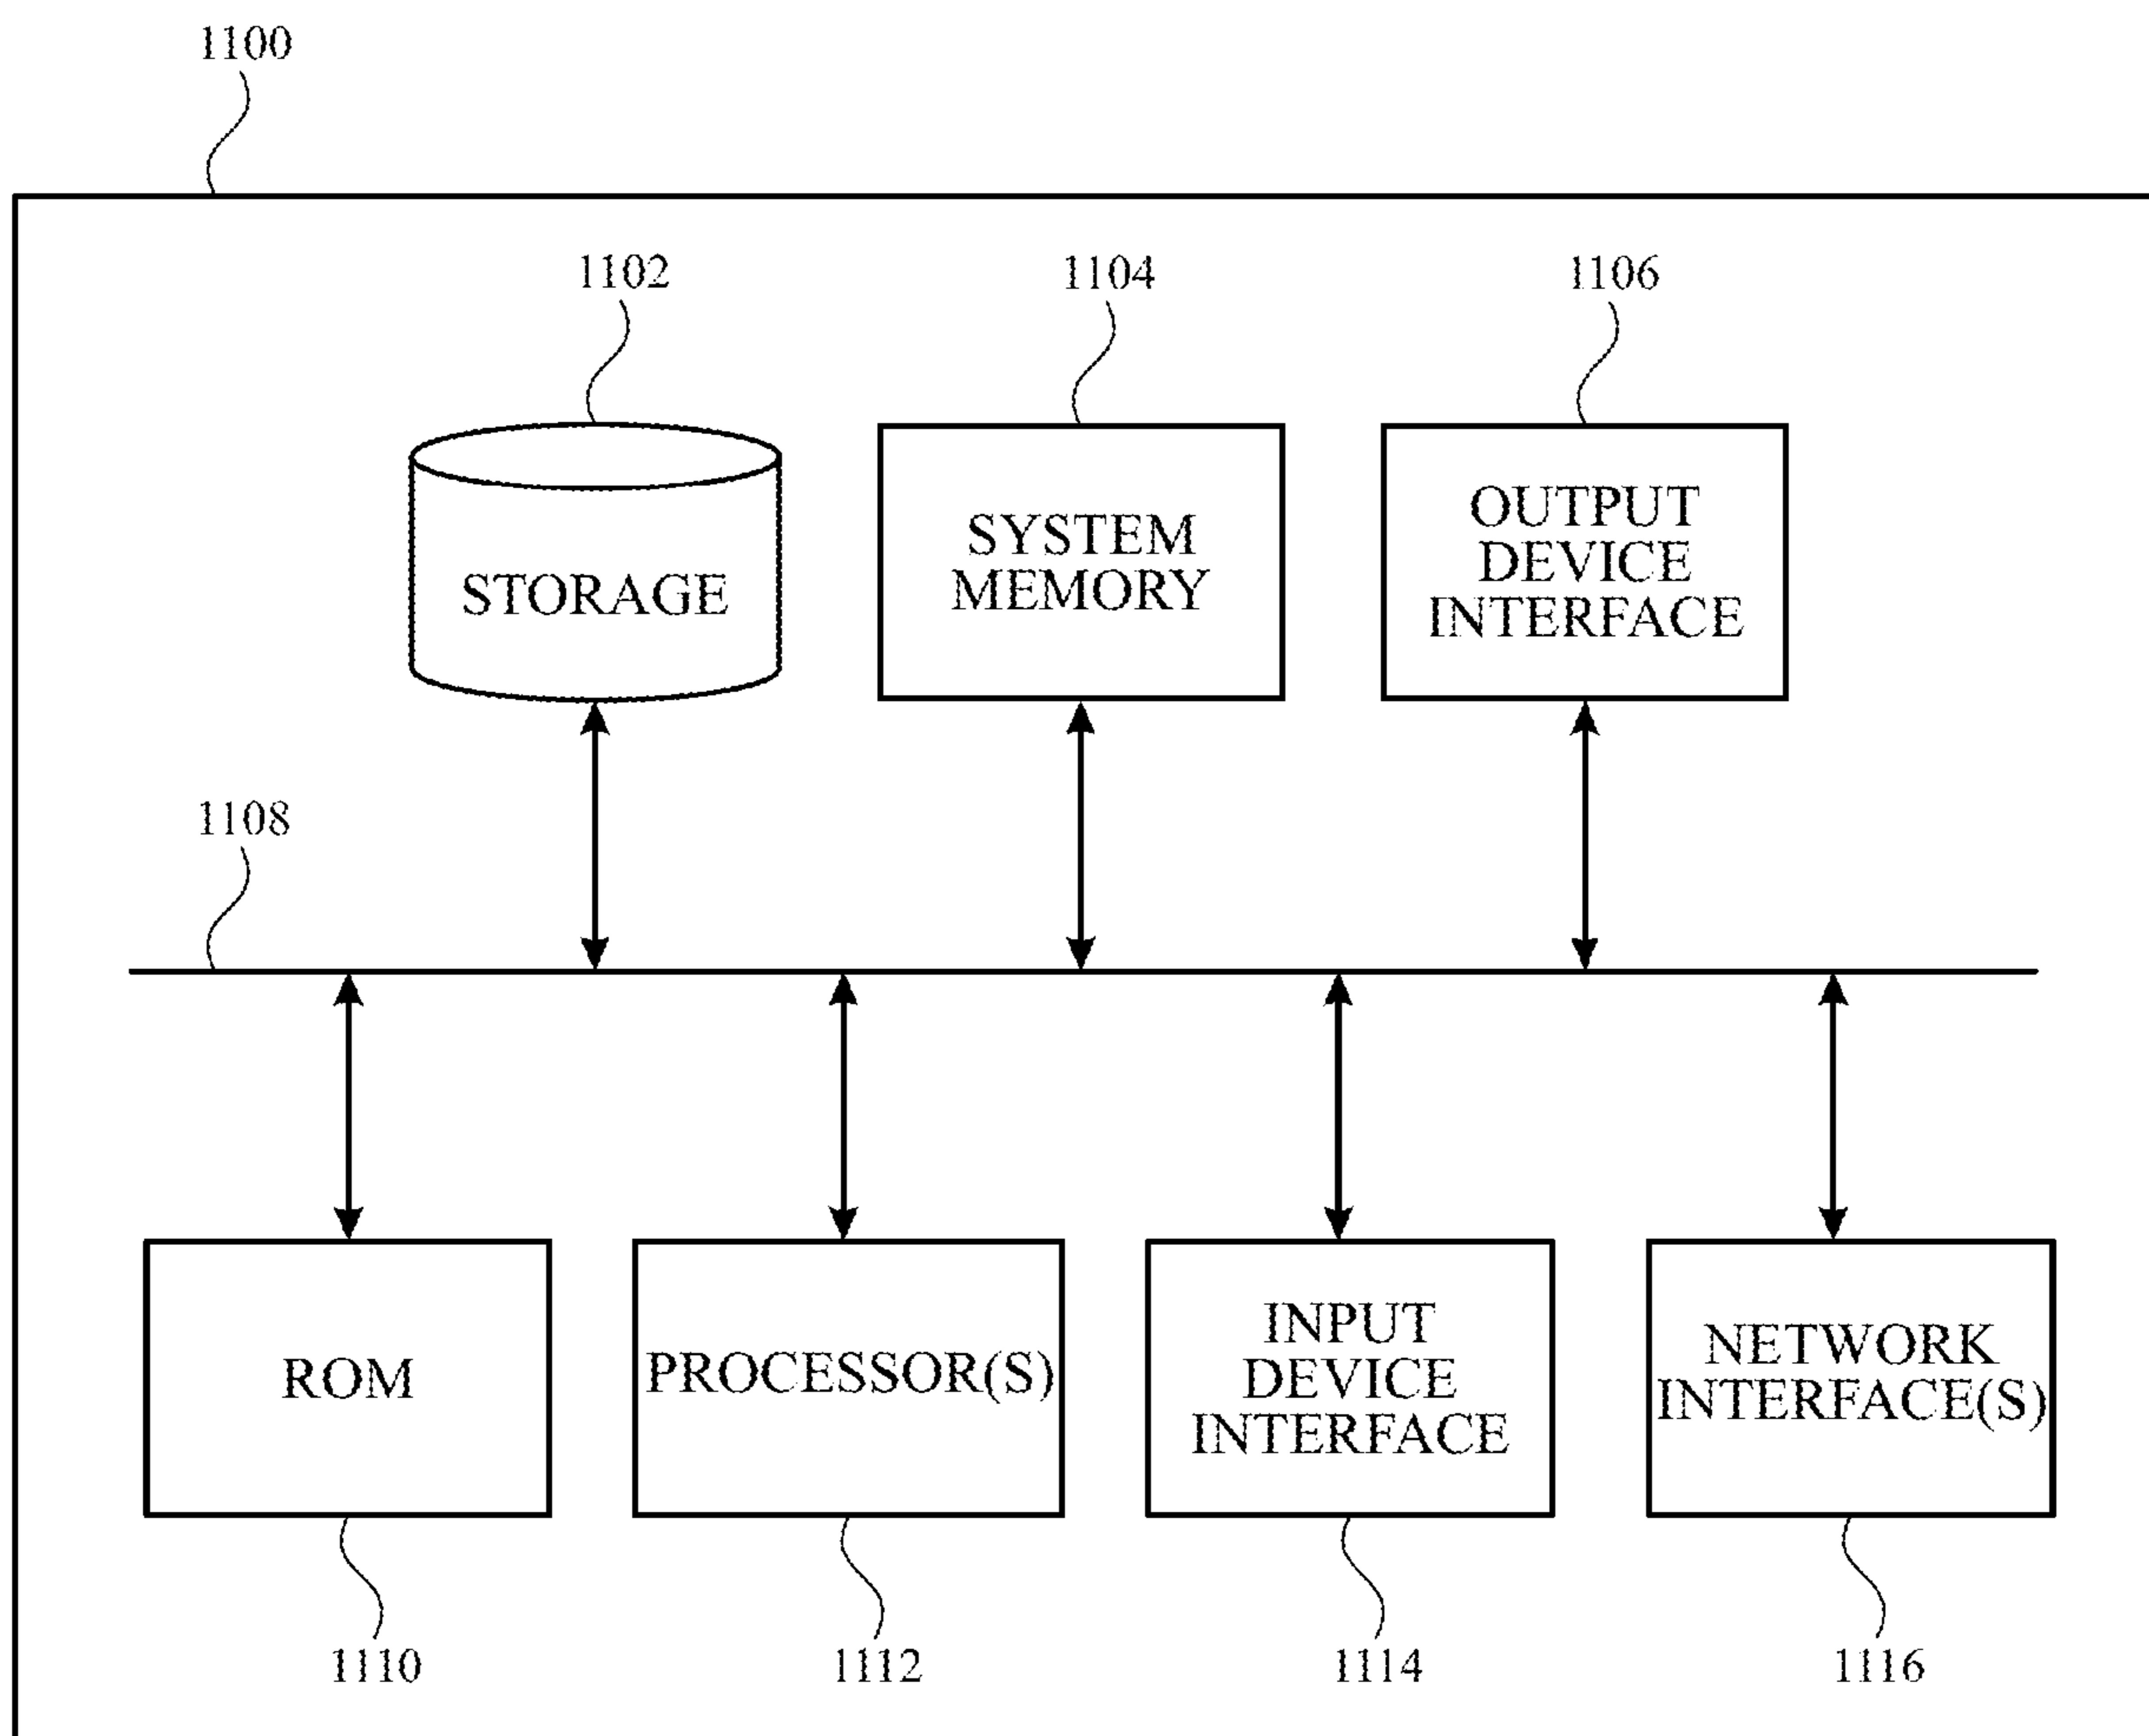 1100
1102
1104
1106
STORAGE
SYSTEM
MEMORY
OUTPUT
DEVICE
INTERFACE
1108
ROM
PROCESSOR(S)
INPUT
DEVICE
INTERFACE
NETWORK
INTERFACE(S)
1110
1112
1114
1116